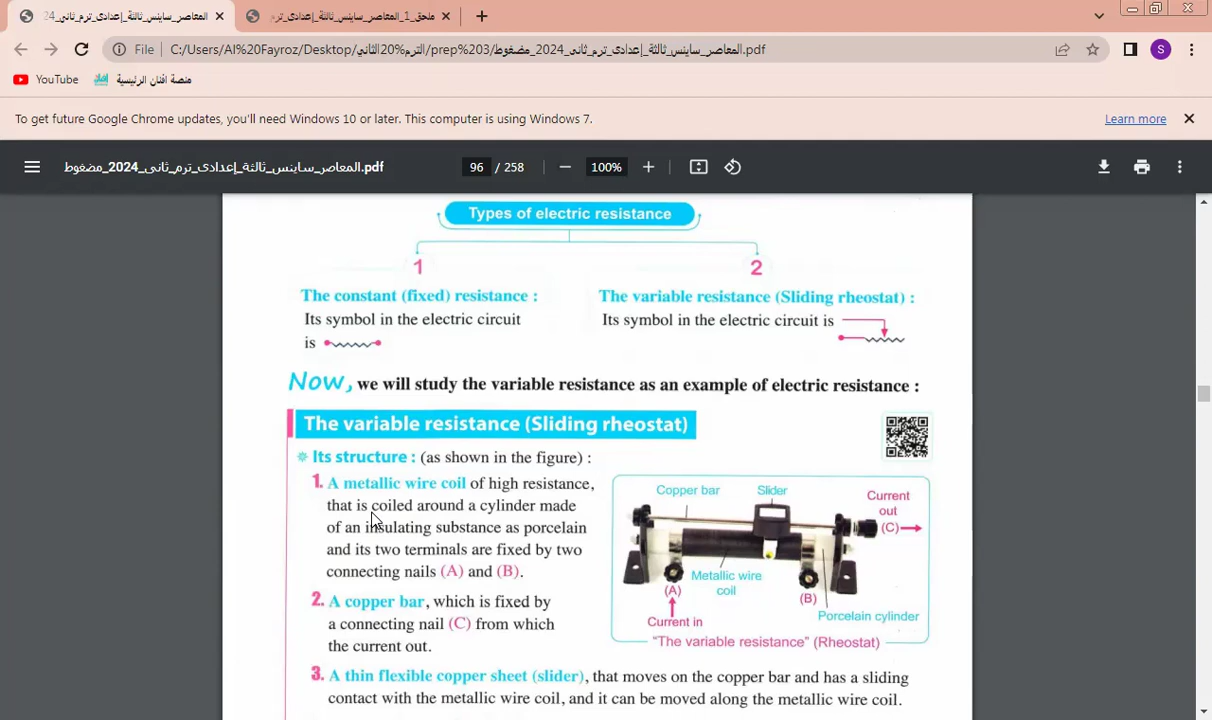 المعاصر_ساينس_ثالثة_إعدادى_ترم_ثانى_24
ملحق_1_المعاصر_ساينس_ثالثة_إعدادى_ترم
File
C:/Users/Al%20Fayroz/Desktop/الترم%20الثاني/prep%203/المعاصر_ساينس_ثالثة_إعدادى_ترم_ثانى_2024_مضغوط.pdf
S
YouTube
منصة افنان الرئيسية
To get future Google Chrome updates, you'll need Windows 10 or later. This computer is using Windows 7.
Learn more
المعاصر_ساينس_ثالثة_إعدادى_ترم_ثانى_2024_مضغوط.pdf
96 / 258
100%
Types of electric resistance
1
2
The constant (fixed) resistance :
The variable resistance (Sliding rheostat) :
Its symbol in the electric circuit
is
Its symbol in the electric circuit is
Now, we will study the variable resistance as an example of electric resistance :
The variable resistance (Sliding rheostat)
Its structure : (as shown in the figure) :
1. A metallic wire coil of high resistance,
that is coiled around a cylinder made
of an insulating substance as porcelain
and its two terminals are fixed by two
connecting nails (A) and (B).
2. A copper bar, which is fixed by
a connecting nail (C) from which
the current out.
Copper bar
Slider
Current
out
(C)
Metallic wire
coil
(A)
Current in
(B)
Porcelain cylinder
"The variable resistance" (Rheostat)
3. A thin flexible copper sheet (slider), that moves on the copper bar and has a sliding
contact with the metallic wire coil, and it can be moved along the metallic wire coil.